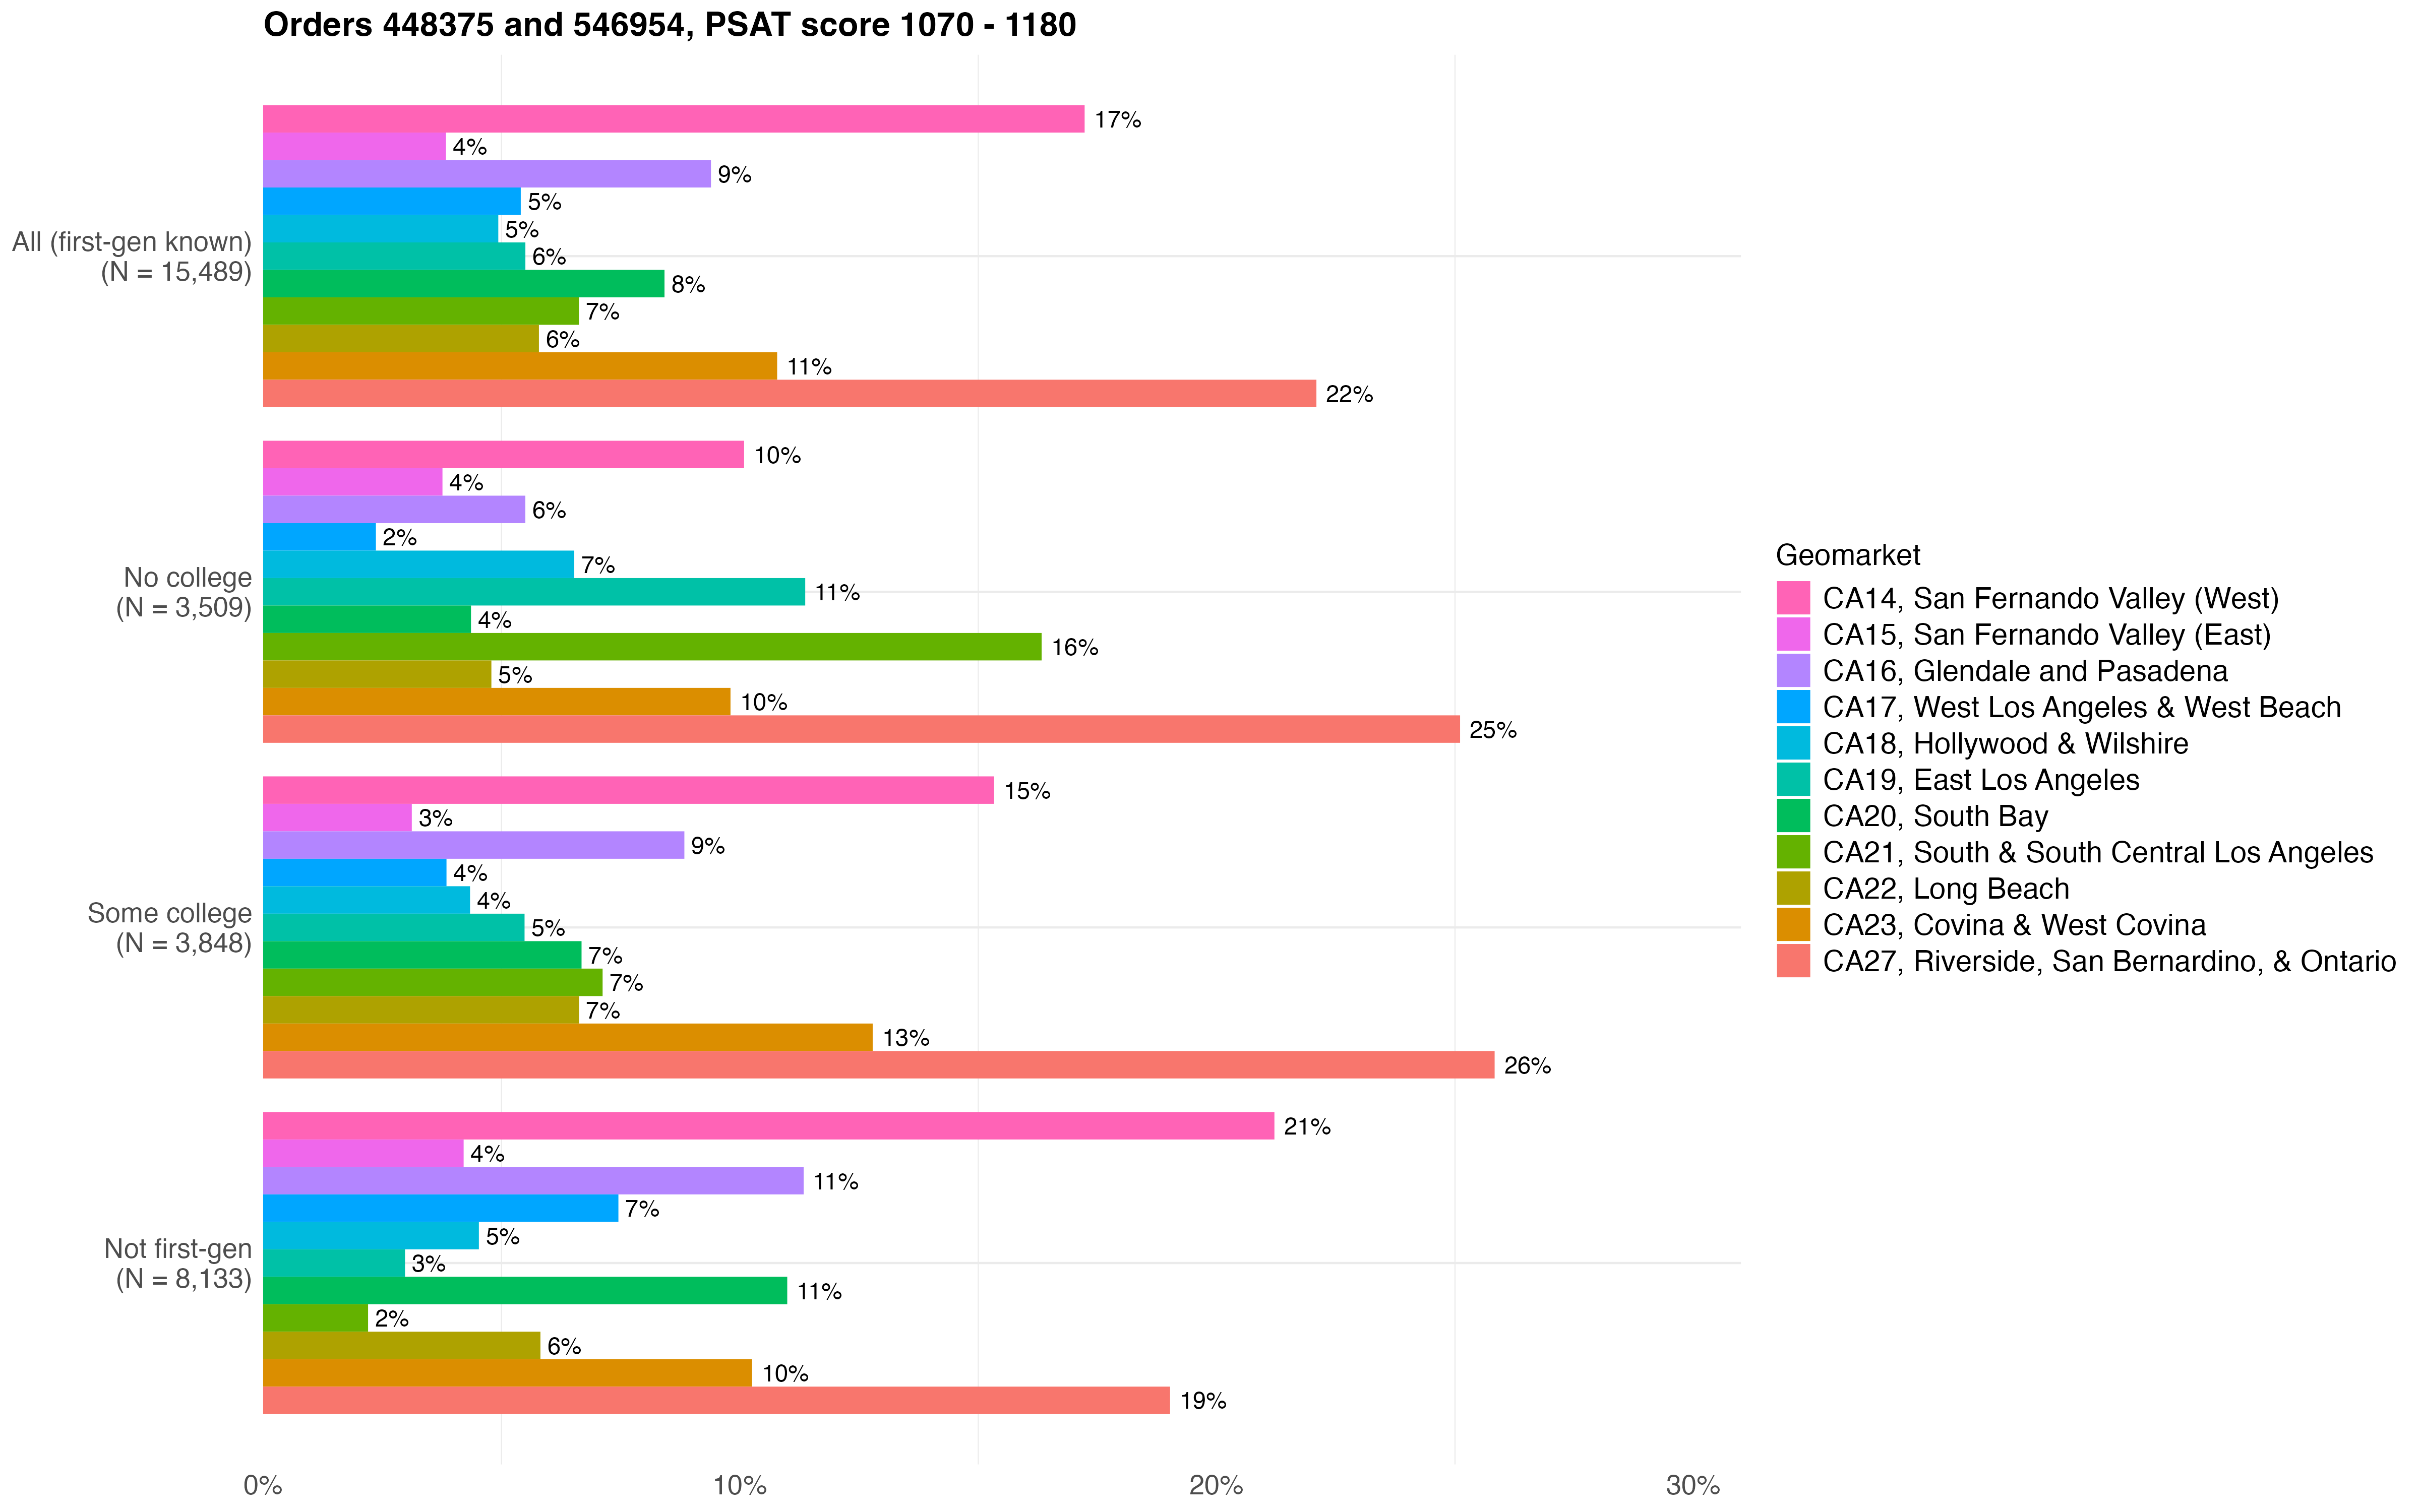 Orders 448375 and 546954, PSAT score 1070 - 1180
All (first-gen known)
(N = 15,489)
17%
4%
9%
5%
5%
6%
8%
7%
6%
11%
22%
No college
(N = 3,509)
10%
4%
6%
2%
7%
11%
4%
16%
5%
10%
25%
Some college
(N = 3,848)
15%
3%
9%
4%
4%
5%
7%
7%
7%
13%
26%
Not first-gen
(N = 8,133)
21%
4%
11%
7%
5%
3%
11%
2%
6%
10%
19%
0% 10% 20% 30%
Geomarket
CA14, San Fernando Valley (West)
CA15, San Fernando Valley (East)
CA16, Glendale and Pasadena
CA17, West Los Angeles & West Beach
CA18, Hollywood & Wilshire
CA19, East Los Angeles
CA20, South Bay
CA21, South & South Central Los Angeles
CA22, Long Beach
CA23, Covina & West Covina
CA27, Riverside, San Bernardino, & Ontario